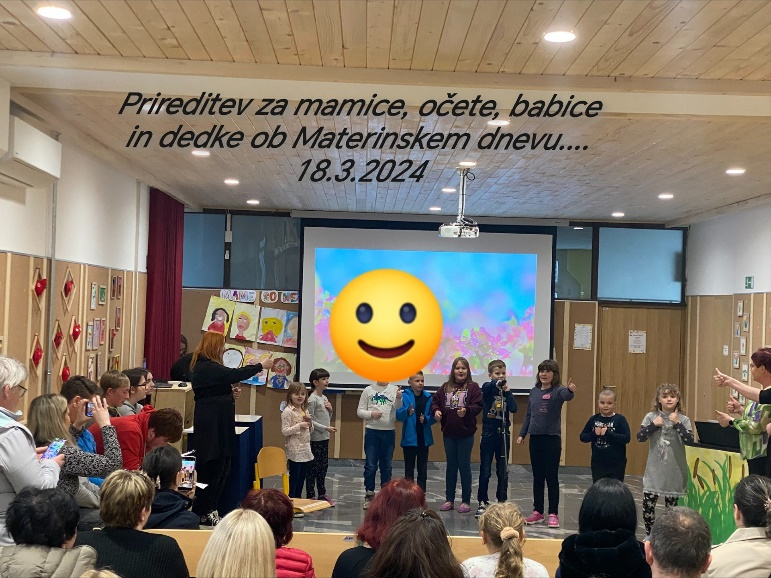 Prireditev za mamice, očete, babice
in dedke ob Materinskem dnevu....
18.3.2024